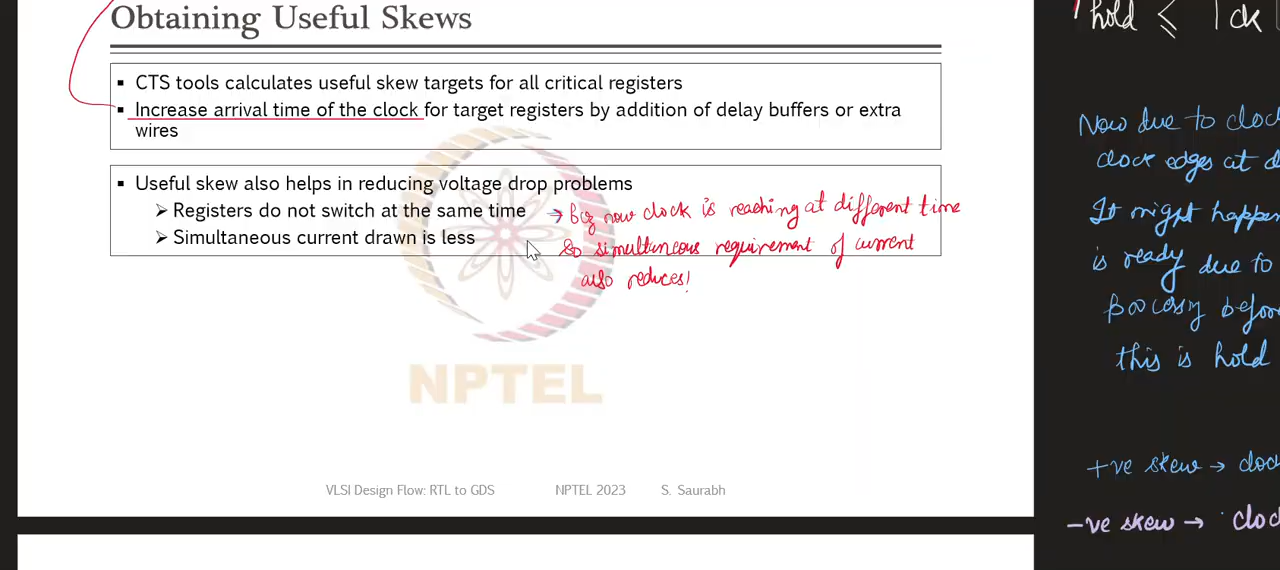 Obtaining Useful Skews
▪ CTS tools calculates useful skew targets for all critical registers
▪ Increase arrival time of the clock for target registers by addition of delay buffers or extra
wires
▪ Useful skew also helps in reducing voltage drop problems
➢ Registers do not switch at the same time
➢ Simultaneous current drawn is less
→ bcz now clock is reaching at different time
so simultineous requirement of current
also reduces!
NPTEL
VLSI Design Flow: RTL to GDS NPTEL 2023 S. Saurabh
hold ≤
Now due to clock
clock edges at
It might happen
is ready due to
before
this is hold
+ve skew →
-ve skew →